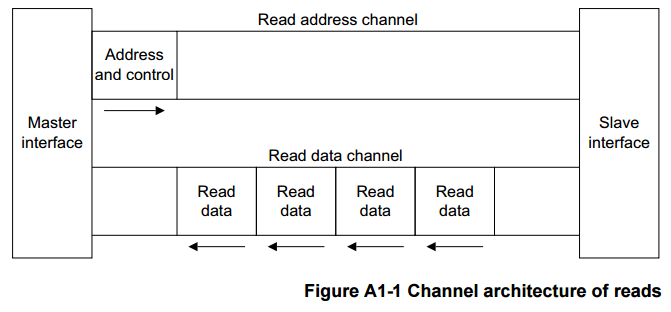 Read address channel
Address
and control
Master
interface
Slave
interface
Read data channel
Read
data
Read
data
Read
data
Read
data
Figure A1-1 Channel architecture of reads